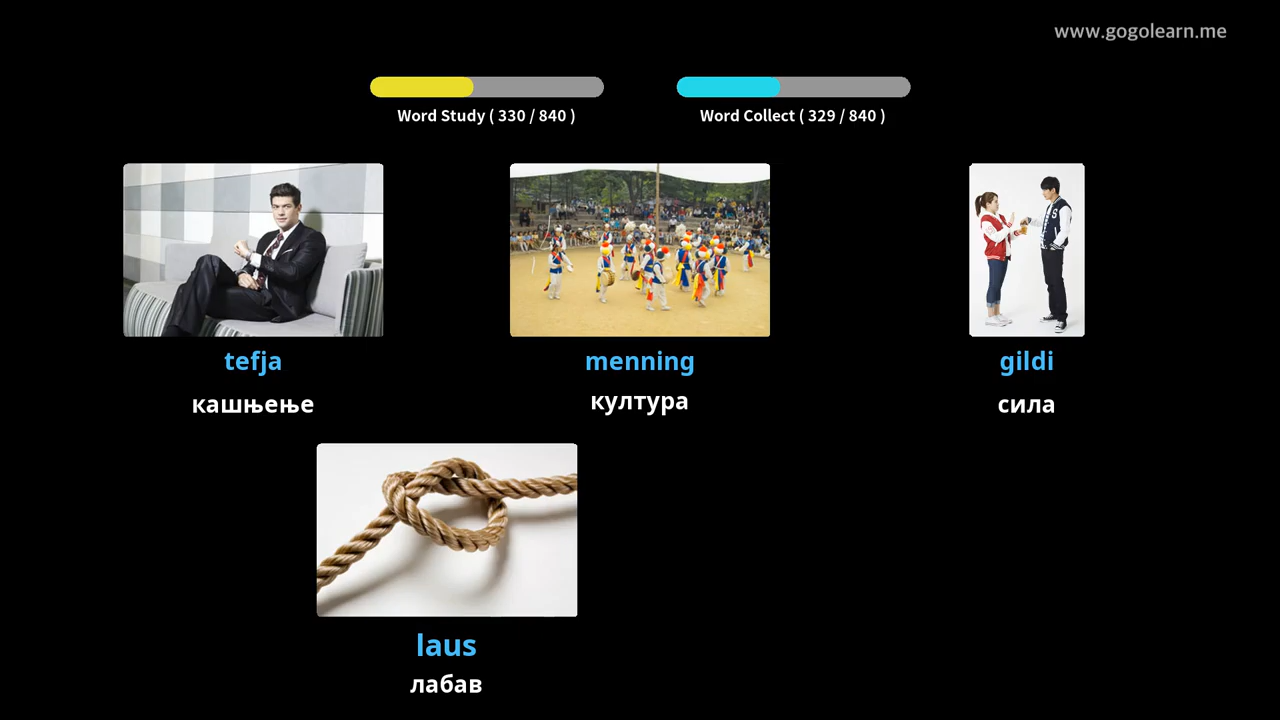 www.gogolearn.me
Word Study ( 330 / 840 )
Word Collect ( 329 / 840 )
tefja
кашњење
menning
култура
gildi
сила
laus
лабав